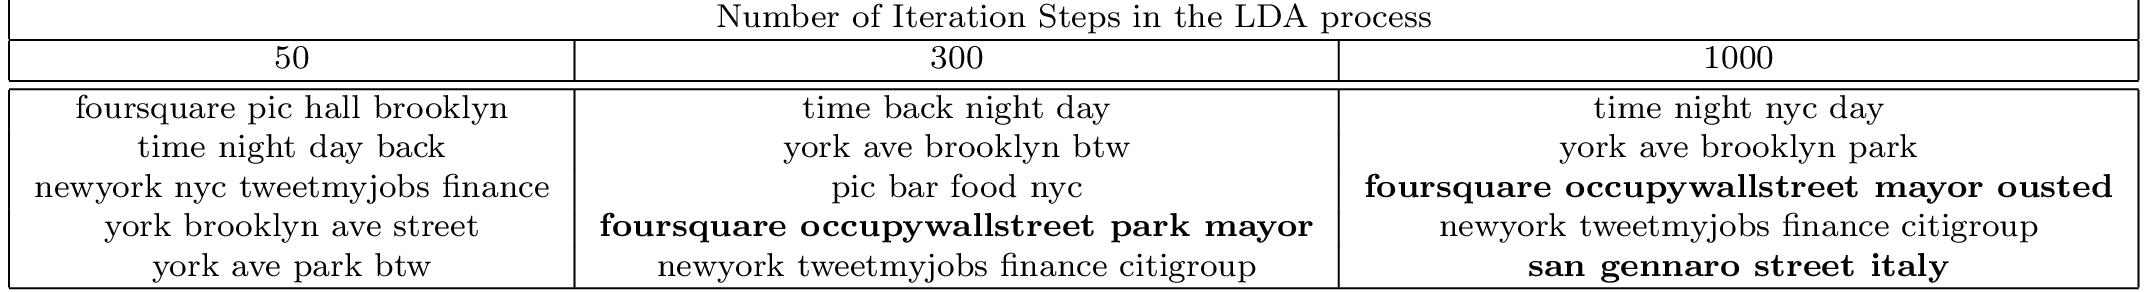 Number of Iteration Steps in the LDA process
50 300 1000
foursquare pic hall brooklyn time back night day time night nyc day
time night day back york ave brooklyn btw york ave brooklyn park
newyork nyc tweetmyjobs finance pic bar food nyc foursquare occupywallstreet mayor ousted
york brooklyn ave street foursquare occupywallstreet park mayor newyork tweetmyjobs finance citigroup
york ave park btw newyork tweetmyjobs finance citigroup san gennaro street italy